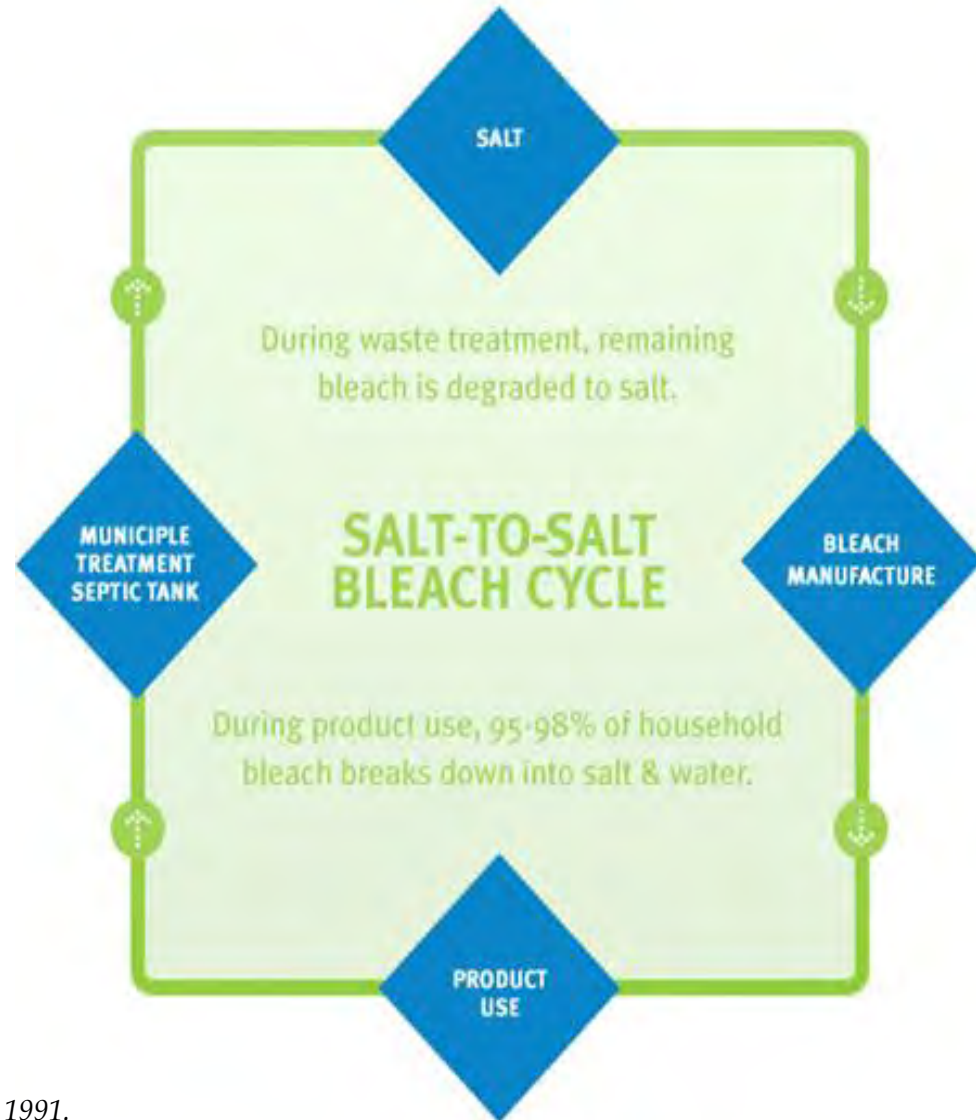 SALT
During waste treatment, remaining
bleach is degraded to salt.
MUNICIPLE
TREATMENT
SEPTIC TANK
SALT-TO-SALT
BLEACH CYCLE
BLEACH
MANUFACTURE
During product use, 95-98% of household
bleach breaks down into salt & water.
PRODUCT
USE
1991.